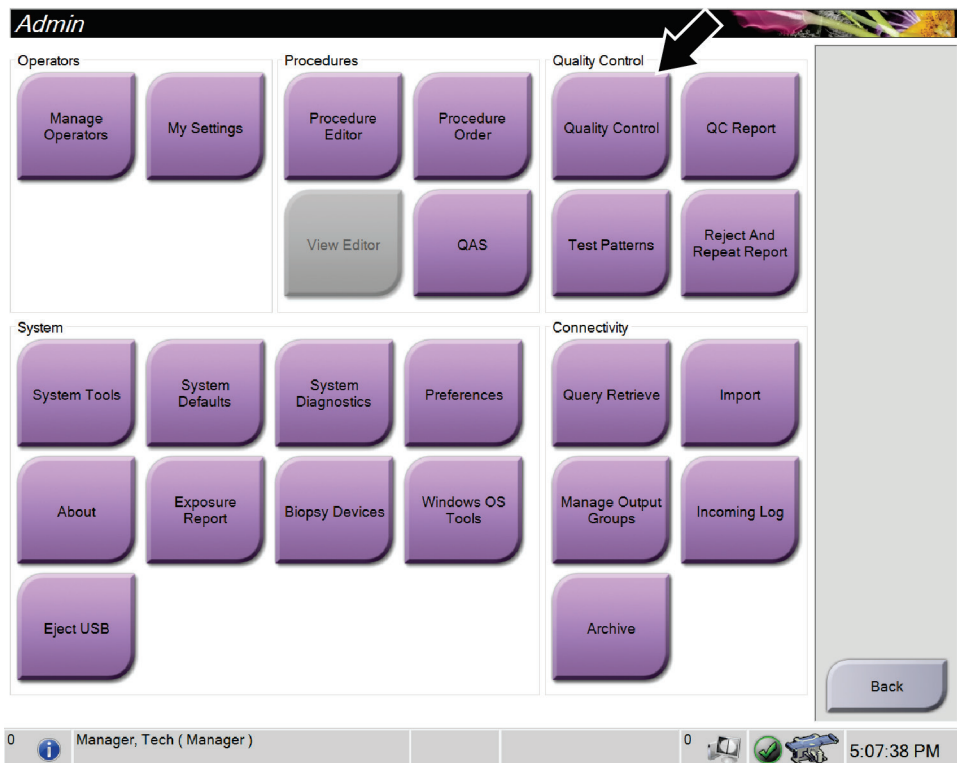 Admin
Operators
Procedures
Quality Control
Manage
Operators
My Settings
Procedure
Editor
Procedure
Order
Quality Control
QC Report
View Editor
QAS
Test Patterns
Reject And
Repeat Report
System
Connectivity
System Tools
System
Defaults
System
Diagnostics
Preferences
Query Retrieve
Import
About
Exposure
Report
Biopsy Devices
Windows OS
Tools
Manage Output
Groups
Incoming Log
Eject USB
Archive
Back
0
Manager, Tech ( Manager )
0
5:07:38 PM